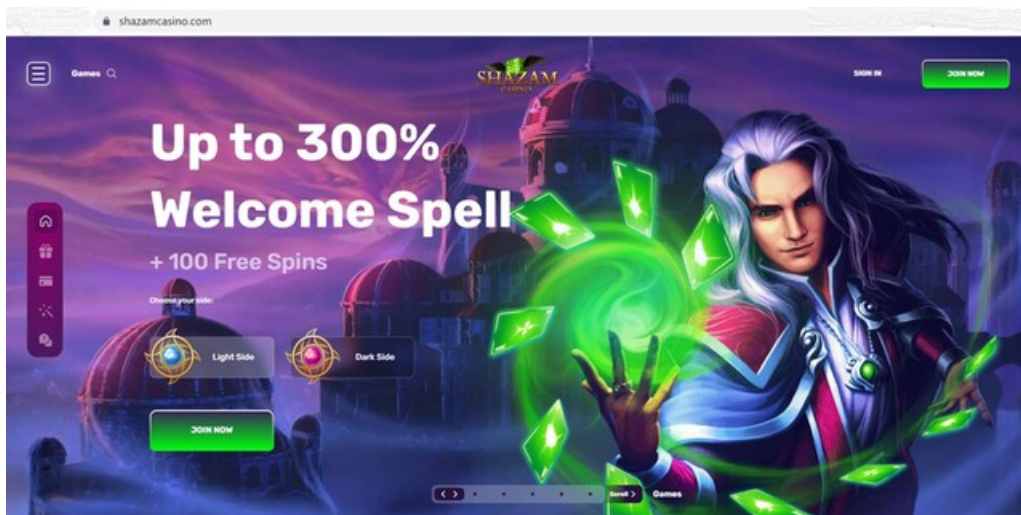 shazamcasino.com
Games
SHAZAM
CASINO
SIGN IN
JOIN NOW
Up to 300%
Welcome Spell
+ 100 Free Spins
Choose your side:
Light Side
Dark Side
JOIN NOW
Scroll
Games